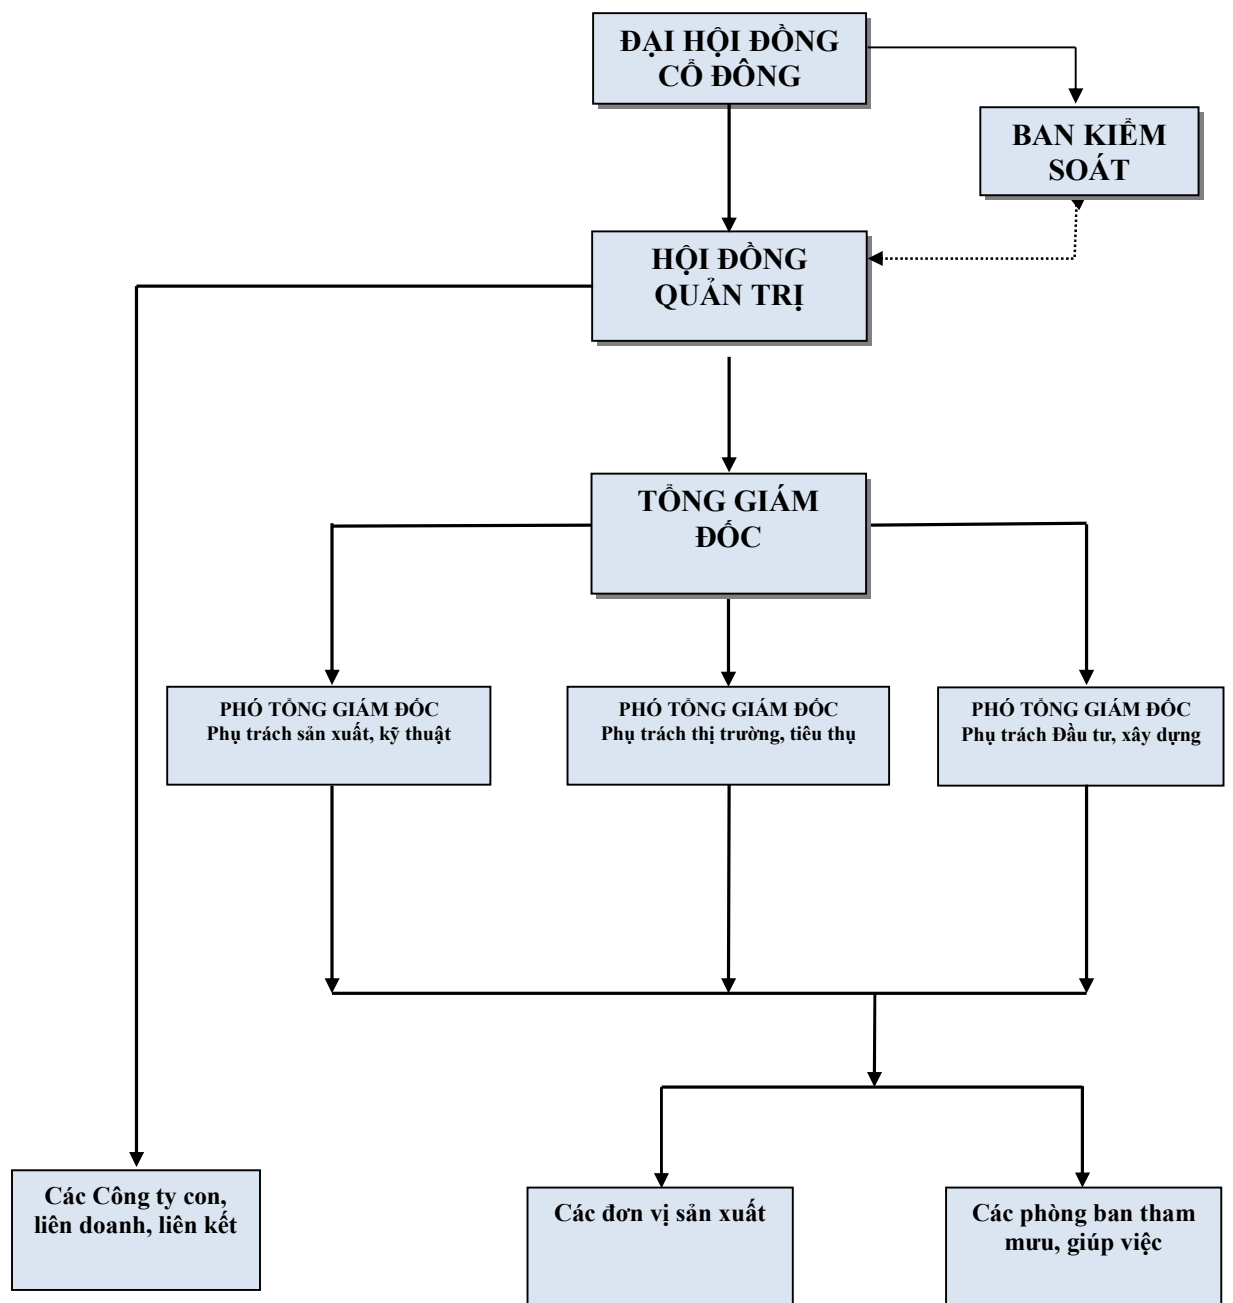 ĐẠI HỘI ĐỒNG
CỔ ĐÔNG
BAN KIỂM
SOÁT
HỘI ĐỒNG
QUẢN TRỊ
TỔNG GIÁM
ĐỐC
PHÓ TỔNG GIÁM ĐỐC
Phụ trách sản xuất, kỹ thuật
PHÓ TỔNG GIÁM ĐỐC
Phụ trách thị trường, tiêu thụ
PHÓ TỔNG GIÁM ĐỐC
Phụ trách Đầu tư, xây dựng
Các Công ty con,
liên doanh, liên kết
Các đơn vị sản xuất
Các phòng ban tham
mưu, giúp việc